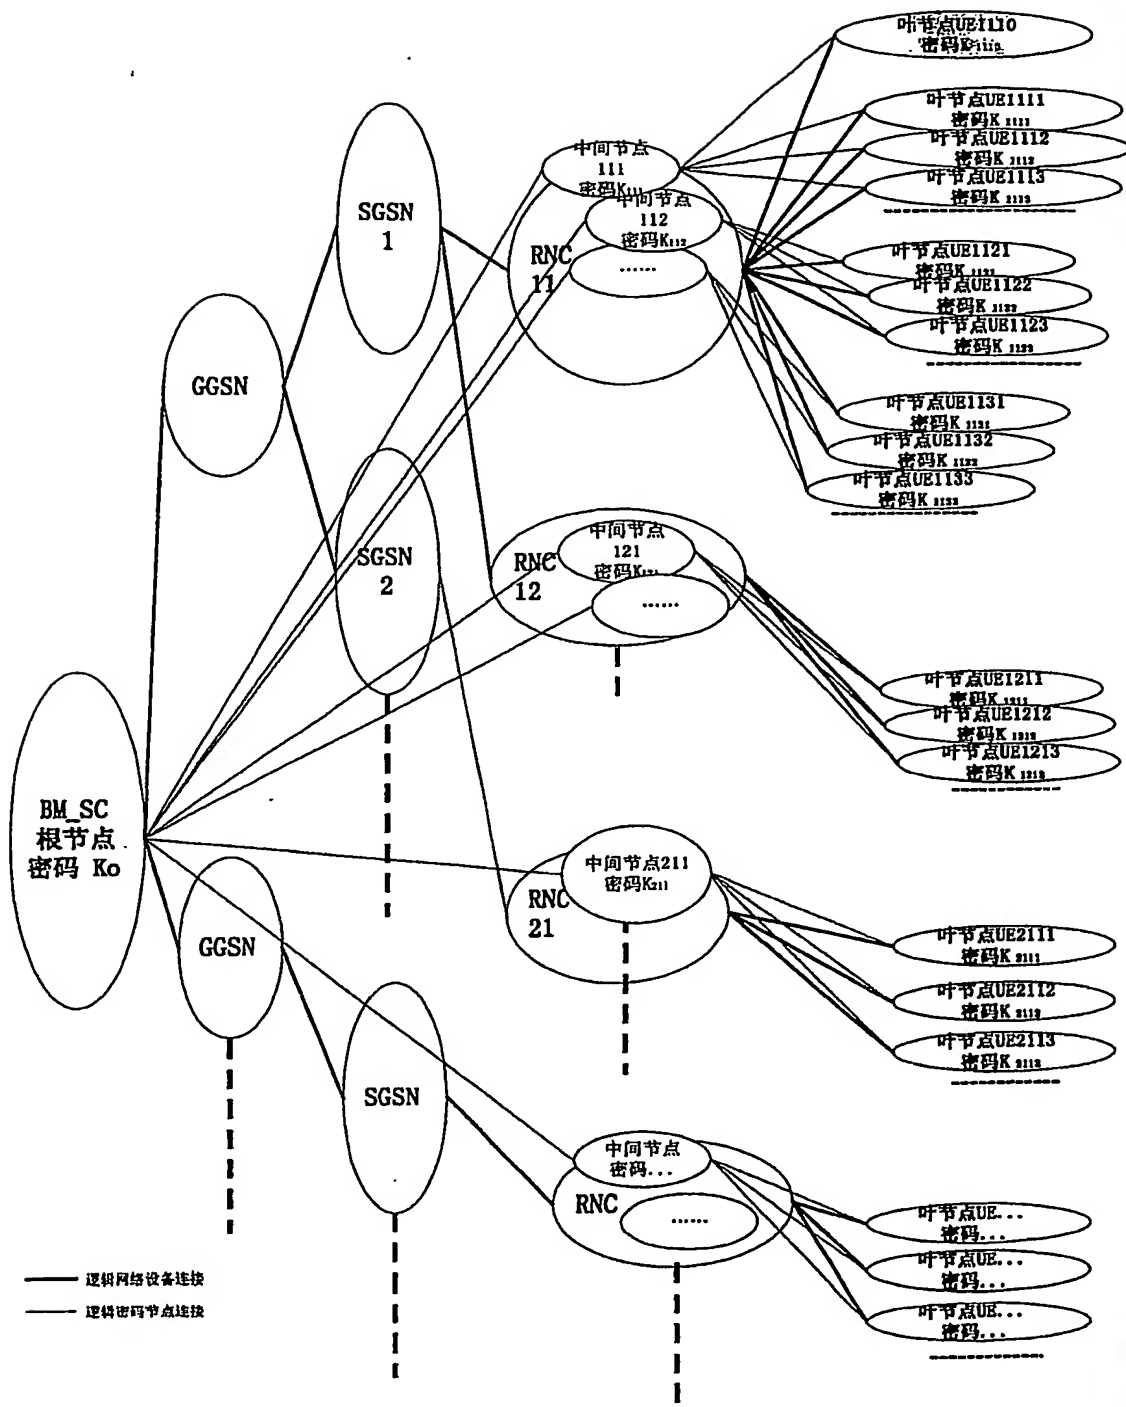 叶节点UE1110
密码K₁₁₁₀
叶节点UE1111
密码K ₁₁₁₁
叶节点UE1112
密码K ₁₁₁₂
叶节点UE1113
密码K ₁₁₁₃
中间节点
111
密码K₁₁₁
中间节点
112
密码K₁₁₂
......
RNC
11
SGSN
1
叶节点UE1121
密码K ₁₁₂₁
叶节点UE1122
密码K ₁₁₂₂
叶节点UE1123
密码K ₁₁₂₃
GGSN
叶节点UE1131
密码K ₁₁₃₁
叶节点UE1132
密码K ₁₁₃₂
叶节点UE1133
密码K ₁₁₃₃
SGSN
2
RNC
12
中间节点
121
密码K₁₂₁
......
叶节点UE1211
密码K ₁₂₁₁
叶节点UE1212
密码K ₁₂₁₂
叶节点UE1213
密码K ₁₂₁₃
BM_SC
根节点
密码 Ko
中间节点211
密码K₂₁₁
RNC
21
叶节点UE2111
密码K ₂₁₁₁
叶节点UE2112
密码K ₂₁₁₂
叶节点UE2113
密码K ₂₁₁₃
GGSN
SGSN
中间节点
密码...
RNC
......
叶节点UE...
密码...
叶节点UE...
密码...
叶节点UE...
密码...
逻辑网络设备连接
逻辑密码节点连接